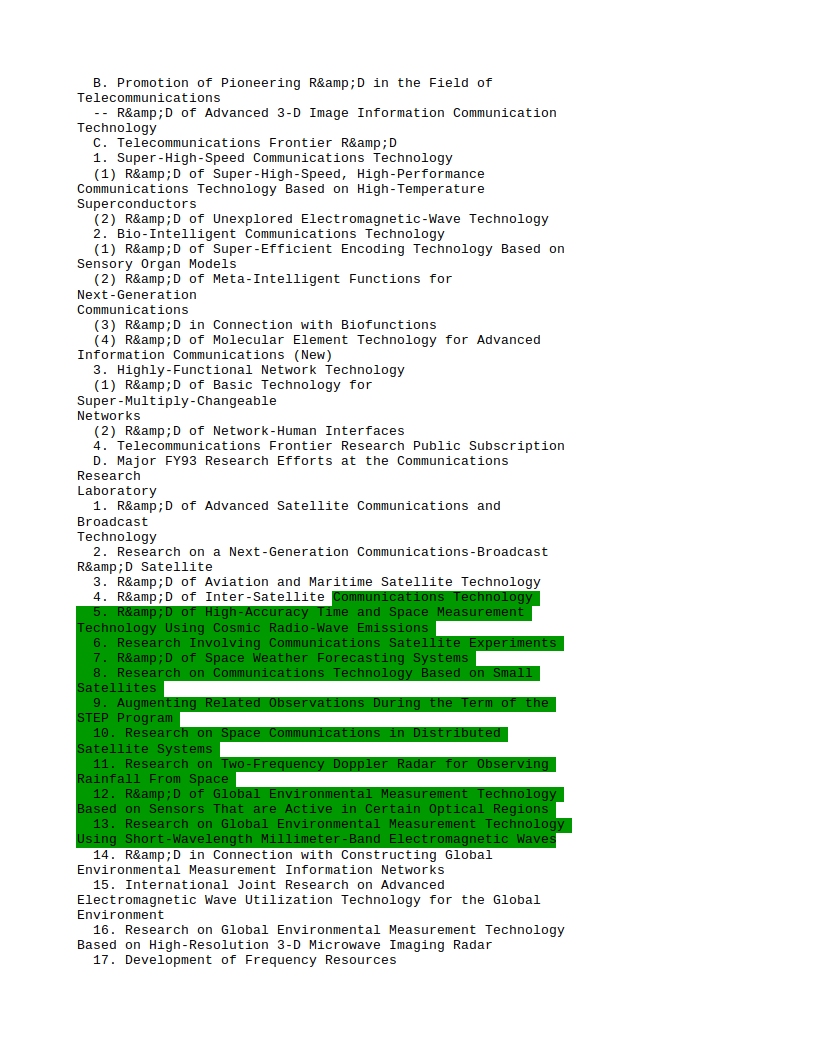 B. Promotion of Pioneering R&amp;D in the Field of
Telecommunications
-- R&amp;D of Advanced 3-D Image Information Communication
Technology
C. Telecommunications Frontier R&amp;D
1. Super-High-Speed Communications Technology
(1) R&amp;D of Super-High-Speed, High-Performance
Communications Technology Based on High-Temperature
Superconductors
(2) R&amp;D of Unexplored Electromagnetic-Wave Technology
2. Bio-Intelligent Communications Technology
(1) R&amp;D of Super-Efficient Encoding Technology Based on
Sensory Organ Models
(2) R&amp;D of Meta-Intelligent Functions for
Next-Generation
Communications
(3) R&amp;D in Connection with Biofunctions
(4) R&amp;D of Molecular Element Technology for Advanced
Information Communications (New)
3. Highly-Functional Network Technology
(1) R&amp;D of Basic Technology for
Super-Multiply-Changeable
Networks
(2) R&amp;D of Network-Human Interfaces
4. Telecommunications Frontier Research Public Subscription
D. Major FY93 Research Efforts at the Communications
Research
Laboratory
1. R&amp;D of Advanced Satellite Communications and
Broadcast
Technology
2. Research on a Next-Generation Communications-Broadcast
R&amp;D Satellite
3. R&amp;D of Aviation and Maritime Satellite Technology
4. R&amp;D of Inter-Satellite Communications Technology
5. R&amp;D of High-Accuracy Time and Space Measurement
Technology Using Cosmic Radio-Wave Emissions
6. Research Involving Communications Satellite Experiments
7. R&amp;D of Space Weather Forecasting Systems
8. Research on Communications Technology Based on Small
Satellites
9. Augmenting Related Observations During the Term of the
STEP Program
10. Research on Space Communications in Distributed
Satellite Systems
11. Research on Two-Frequency Doppler Radar for Observing
Rainfall From Space
12. R&amp;D of Global Environmental Measurement Technology
Based on Sensors That are Active in Certain Optical Regions
13. Research on Global Environmental Measurement Technology
Using Short-Wavelength Millimeter-Band Electromagnetic Waves
14. R&amp;D in Connection with Constructing Global
Environmental Measurement Information Networks
15. International Joint Research on Advanced
Electromagnetic Wave Utilization Technology for the Global
Environment
16. Research on Global Environmental Measurement Technology
Based on High-Resolution 3-D Microwave Imaging Radar
17. Development of Frequency Resources